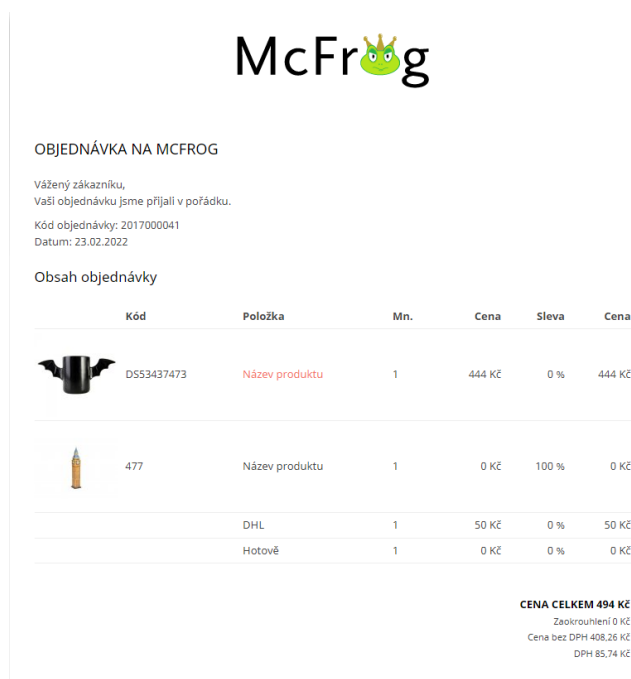 McFrog
OBJEDNÁVKA NA MCFROG
Vážený zákazníku,
Vaši objednávku jsme přijali v pořádku.
Kód objednávky: 2017000041
Datum: 23.02.2022
Obsah objednávky
Kód Položka Mn. Cena Sleva Cena
DS53437473 Název produktu 1 444 Kč 0 % 444 Kč
477 Název produktu 1 0 Kč 100 % 0 Kč
DHL 1 50 Kč 0 % 50 Kč
Hotově 1 0 Kč 0 % 0 Kč
CENA CELKEM 494 Kč
Zaokrouhlení 0 Kč
Cena bez DPH 408,26 Kč
DPH 85,74 Kč